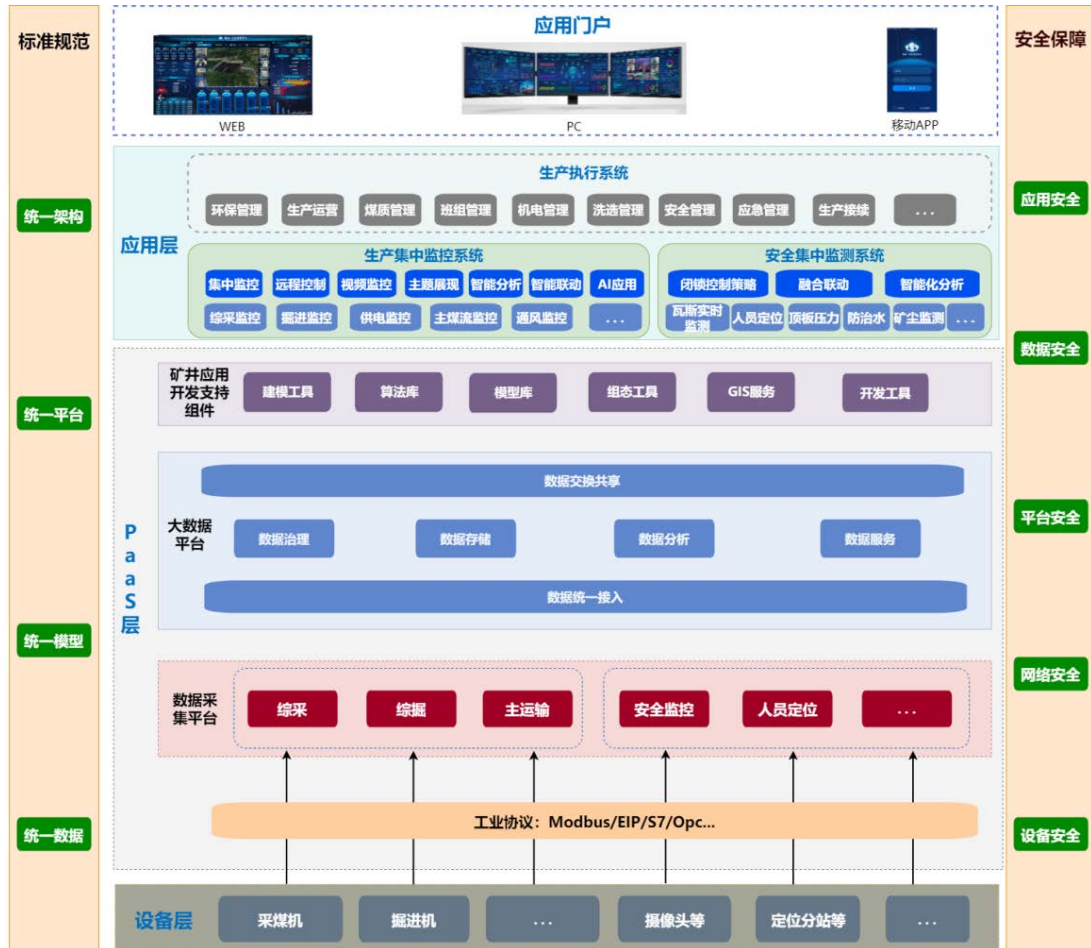 标准规范
统一架构
统一平台
统一模型
统一数据
应用门户
WEB
PC
移动APP
应用层
生产执行系统
环保管理
生产运营
煤质管理
班组管理
机电管理
洗选管理
安全管理
应急管理
生产接续
...
生产集中监控系统
集中监控
远程控制
视频监控
主题展现
智能分析
智能联动
AI应用
综采监控
掘进监控
供电监控
主煤流监控
通风监控
...
安全集中监测系统
闭锁控制策略
融合联动
智能化分析
瓦斯实时
监测
人员定位
顶板压力
防治水
矿尘监测
...
PaaS层
矿井应用
开发支持
组件
建模工具
算法库
模型库
组态工具
GIS服务
开发工具
大数据
平台
数据交换共享
数据治理
数据存储
数据分析
数据服务
数据统一接入
数据采
集平台
综采
综掘
主运输
安全监控
人员定位
...
工业协议：Modbus/EIP/S7/Opc...
设备层
采煤机
掘进机
...
摄像头等
定位分站等
...
安全保障
应用安全
数据安全
平台安全
网络安全
设备安全